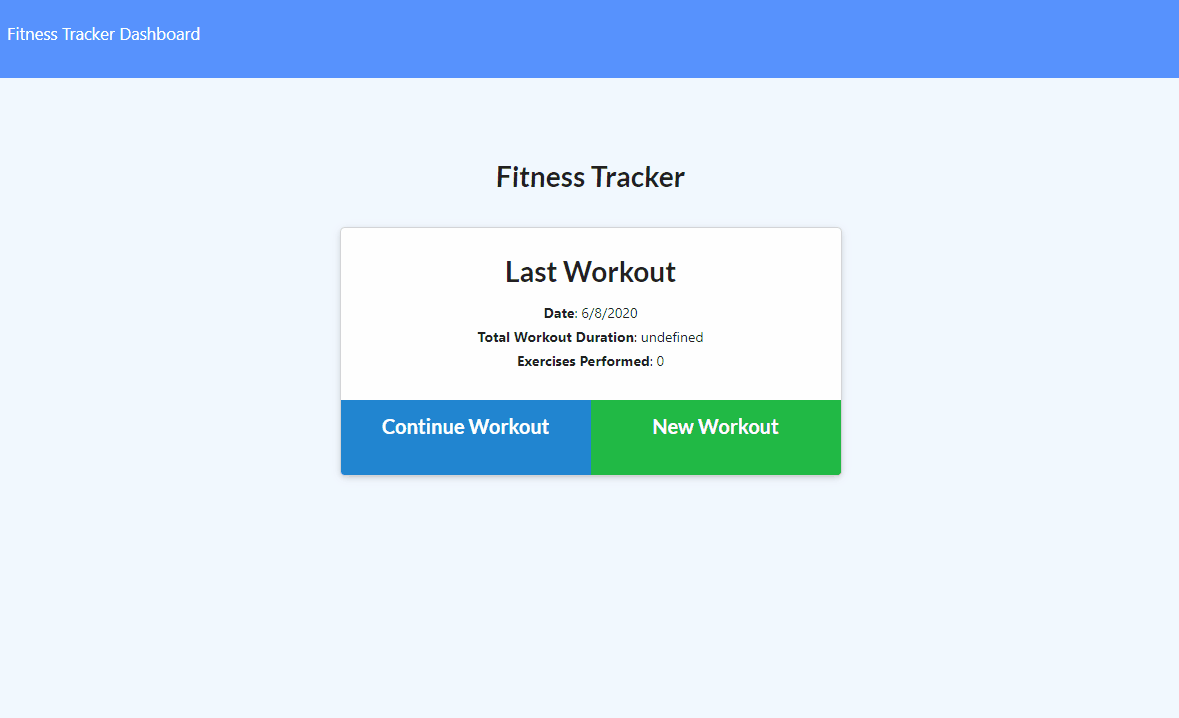 Fitness Tracker Dashboard
Fitness Tracker
Last Workout
Date: 6/8/2020
Total Workout Duration: undefined
Exercises Performed: 0
Continue Workout
New Workout